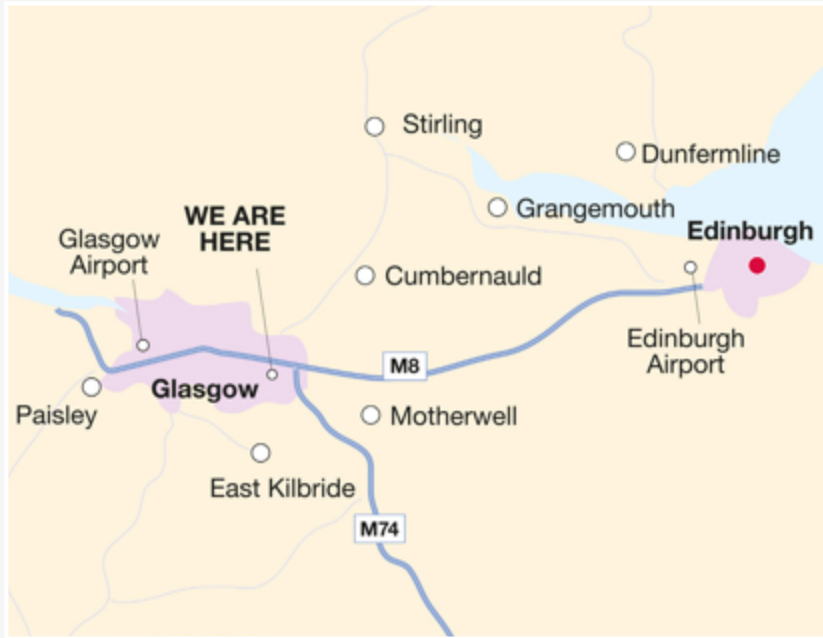 Stirling
Dunfermline
Grangemouth
WE ARE
HERE
Edinburgh
Glasgow
Airport
Cumbernauld
Edinburgh
Airport
M8
Glasgow
Paisley
Motherwell
East Kilbride
M74